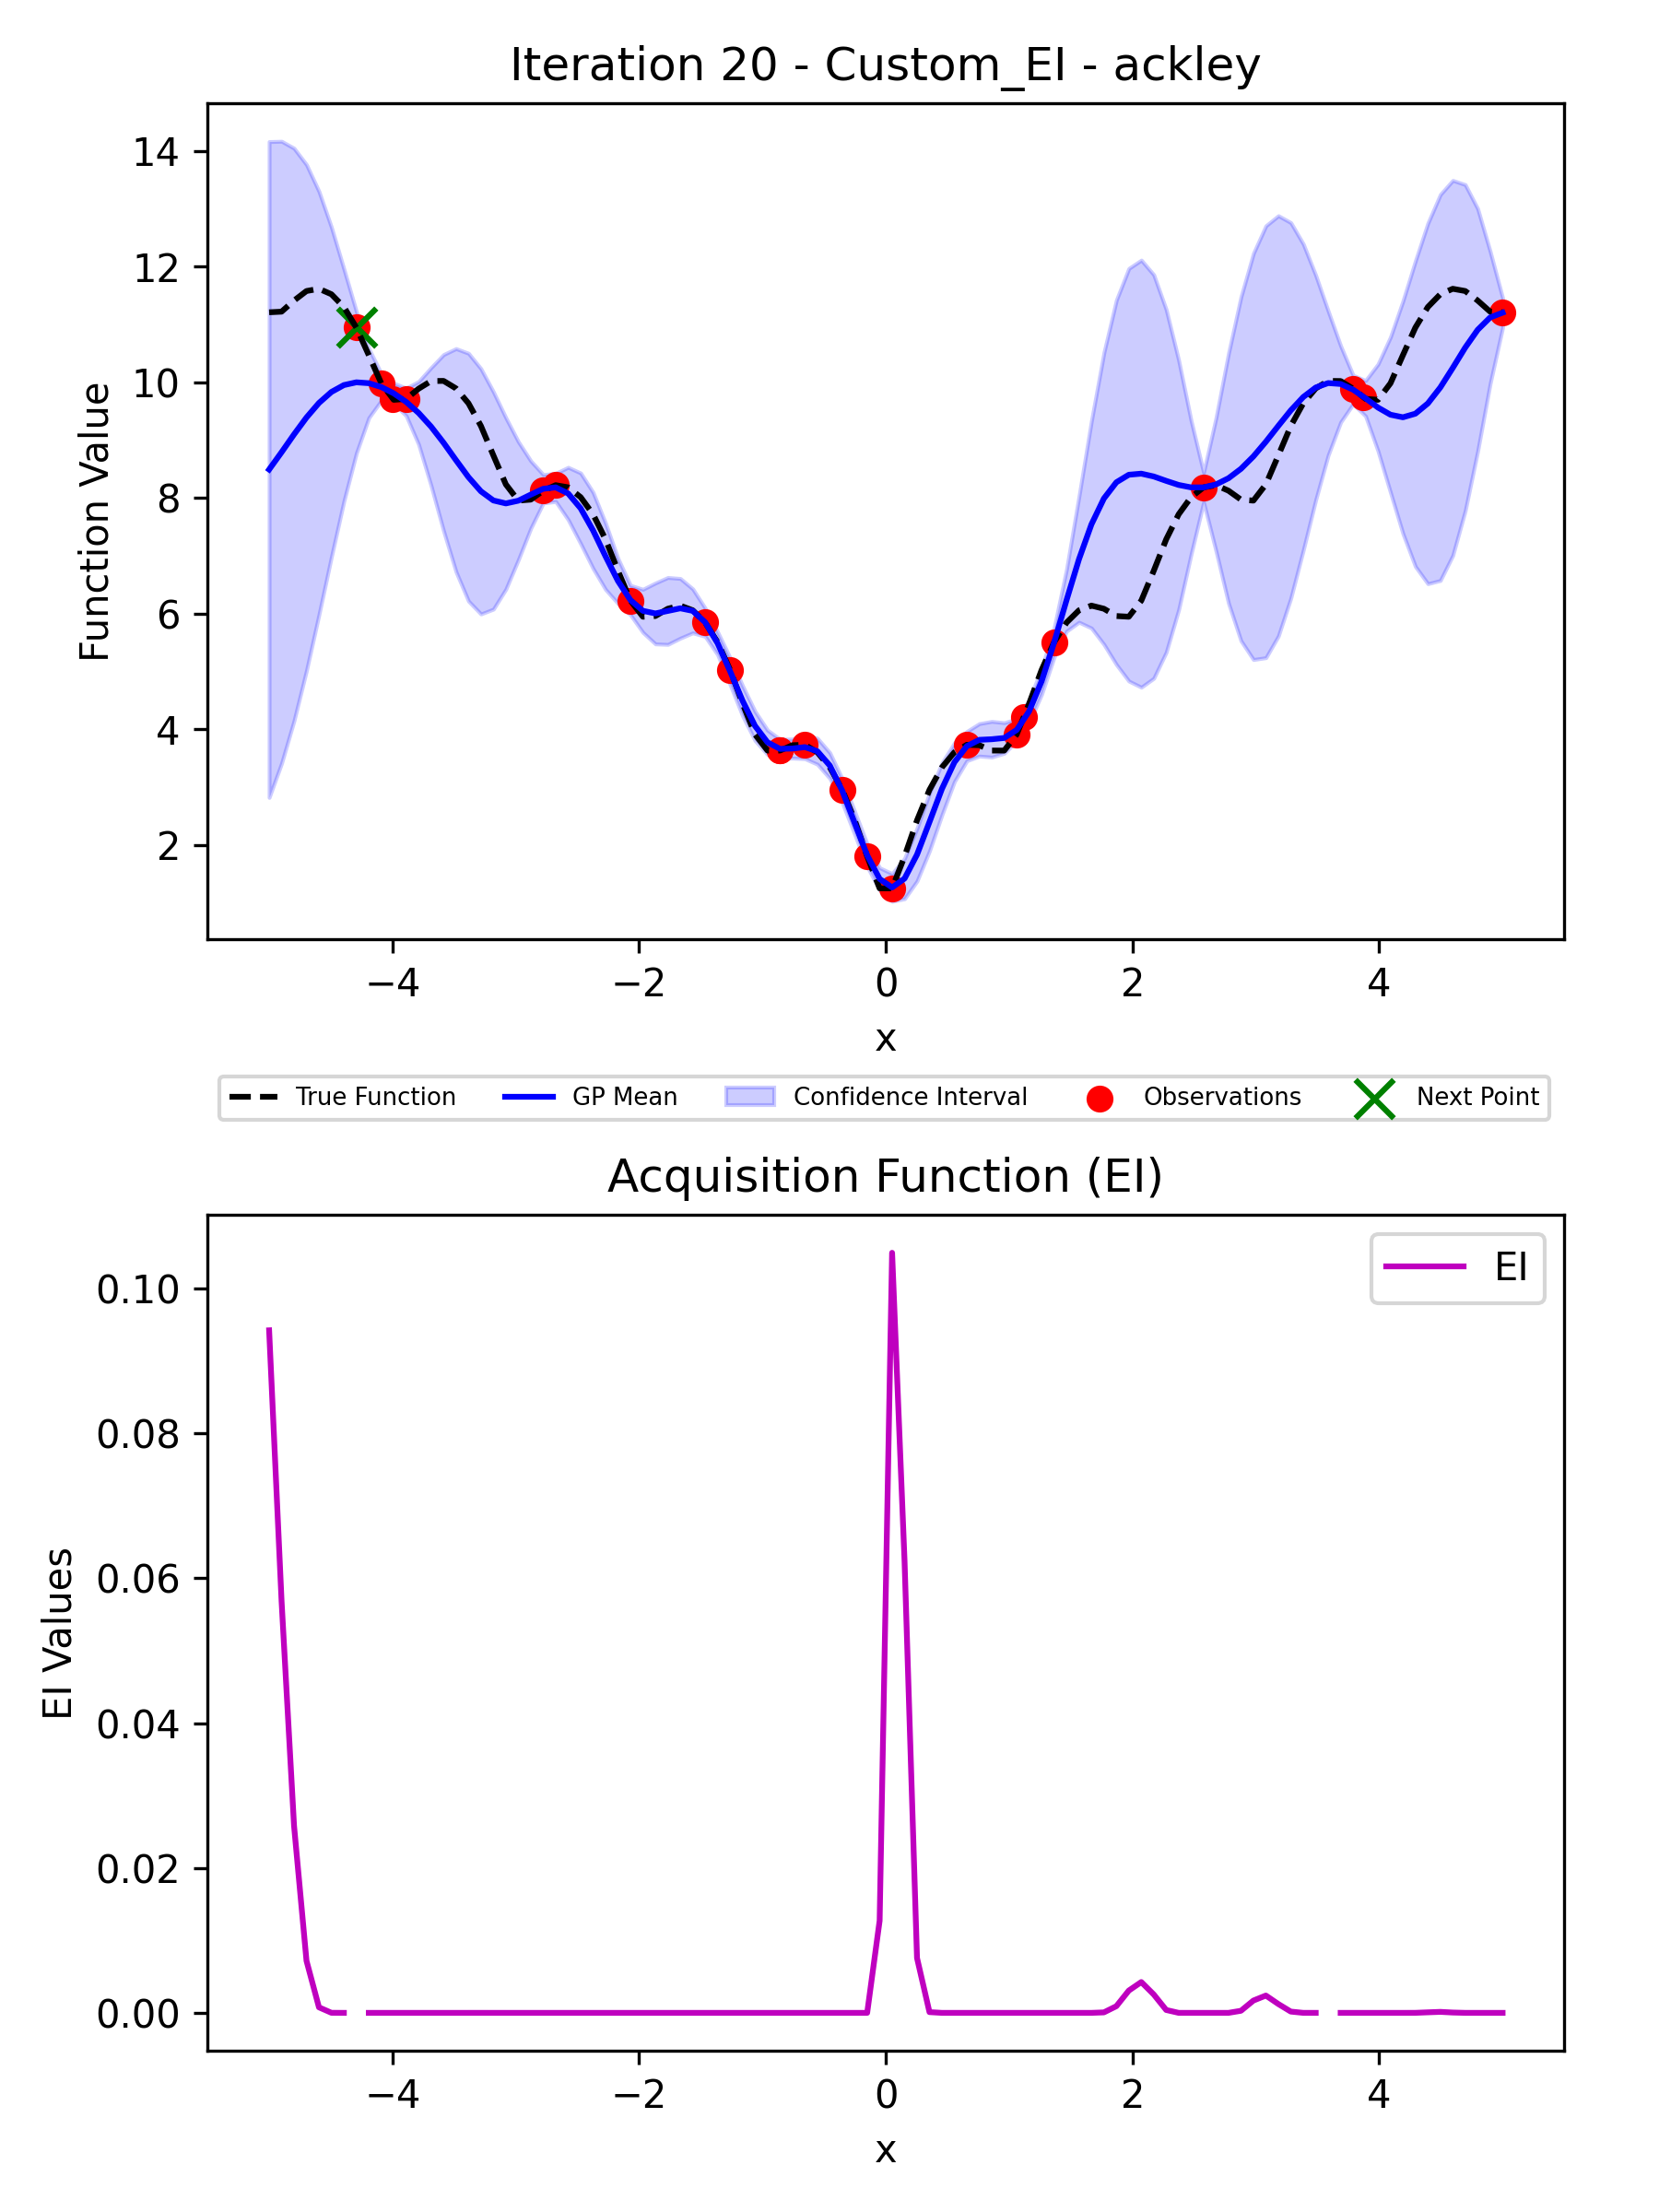 Iteration 20 - Custom_EI - ackley
14
12
10
8
6
4
2
Function Value
−4 −2 0 2 4
x
True Function GP Mean Confidence Interval Observations Next Point
Acquisition Function (EI)
EI
0.10
0.08
0.06
0.04
0.02
0.00
EI Values
−4 −2 0 2 4
x